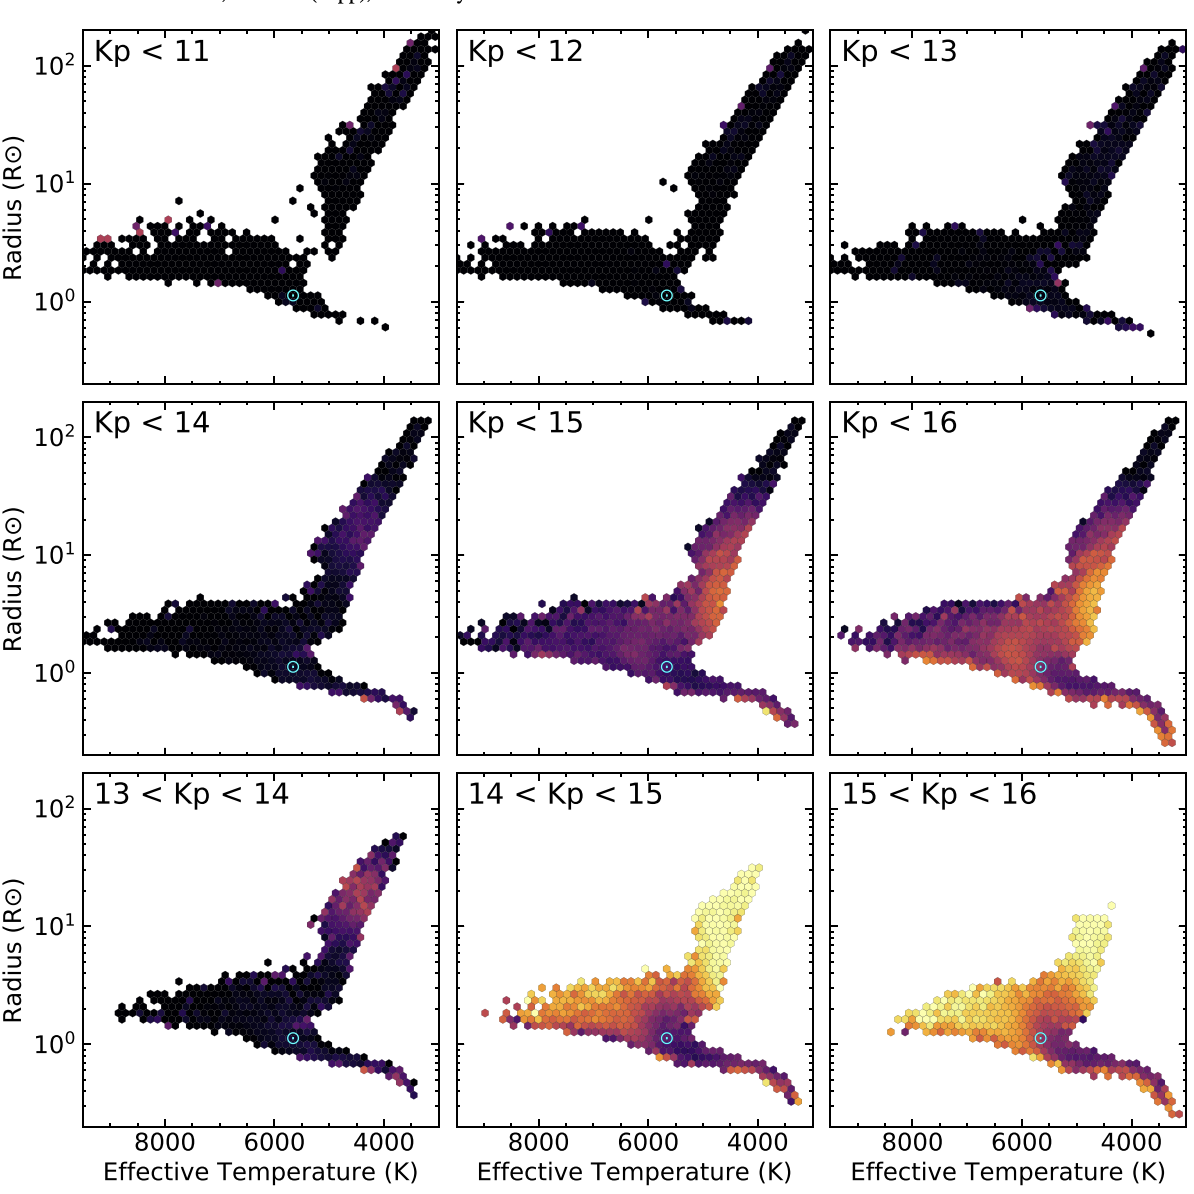 Kp < 11
Kp < 12
Kp < 13
10²
10¹
10⁰
Radius (R⊙)
Kp < 14
Kp < 15
Kp < 16
10²
10¹
10⁰
Radius (R⊙)
13 < Kp < 14
14 < Kp < 15
15 < Kp < 16
10²
10¹
10⁰
Radius (R⊙)
8000 6000 4000
8000 6000 4000
8000 6000 4000
Effective Temperature (K)
Effective Temperature (K)
Effective Temperature (K)